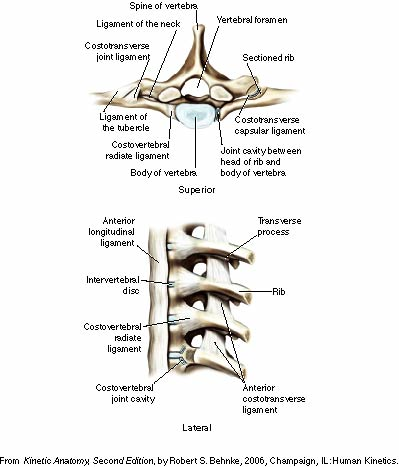 Spine of vertebra
Ligament of the neck
Vertebral foramen
Costotransverse
joint ligament
Sectioned rib
Ligament of
the tubercle
Costotransverse
capsular ligament
Costovertebral
radiate ligament
Joint cavity between
head of rib and
body of vertebra
Body of vertebra
Superior
Anterior
longitudinal
ligament
Transverse
process
Intervertebral
disc
Rib
Costovertebral
radiate
ligament
Costovertebral
joint cavity
Anterior
costotransverse
ligament
Lateral
From Kinetic Anatomy, Second Edition, by Robert S. Behnke, 2006, Champaign, IL: Human Kinetics.